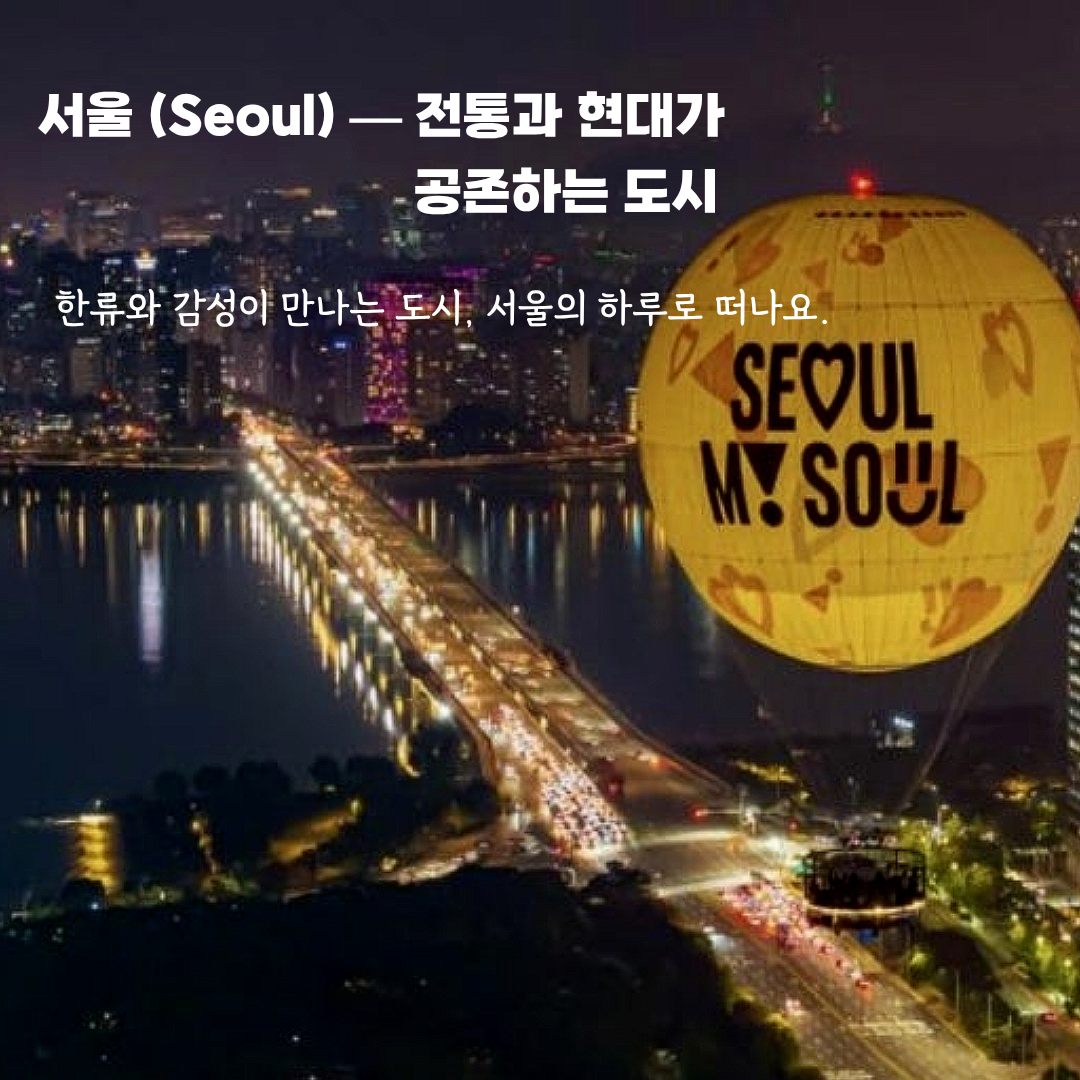 서울 (Seoul) — 전통과 현대가
공존하는 도시
한류와 감성이 만나는 도시, 서울의 하루로 떠나요.
SEOUL
MY SOUL